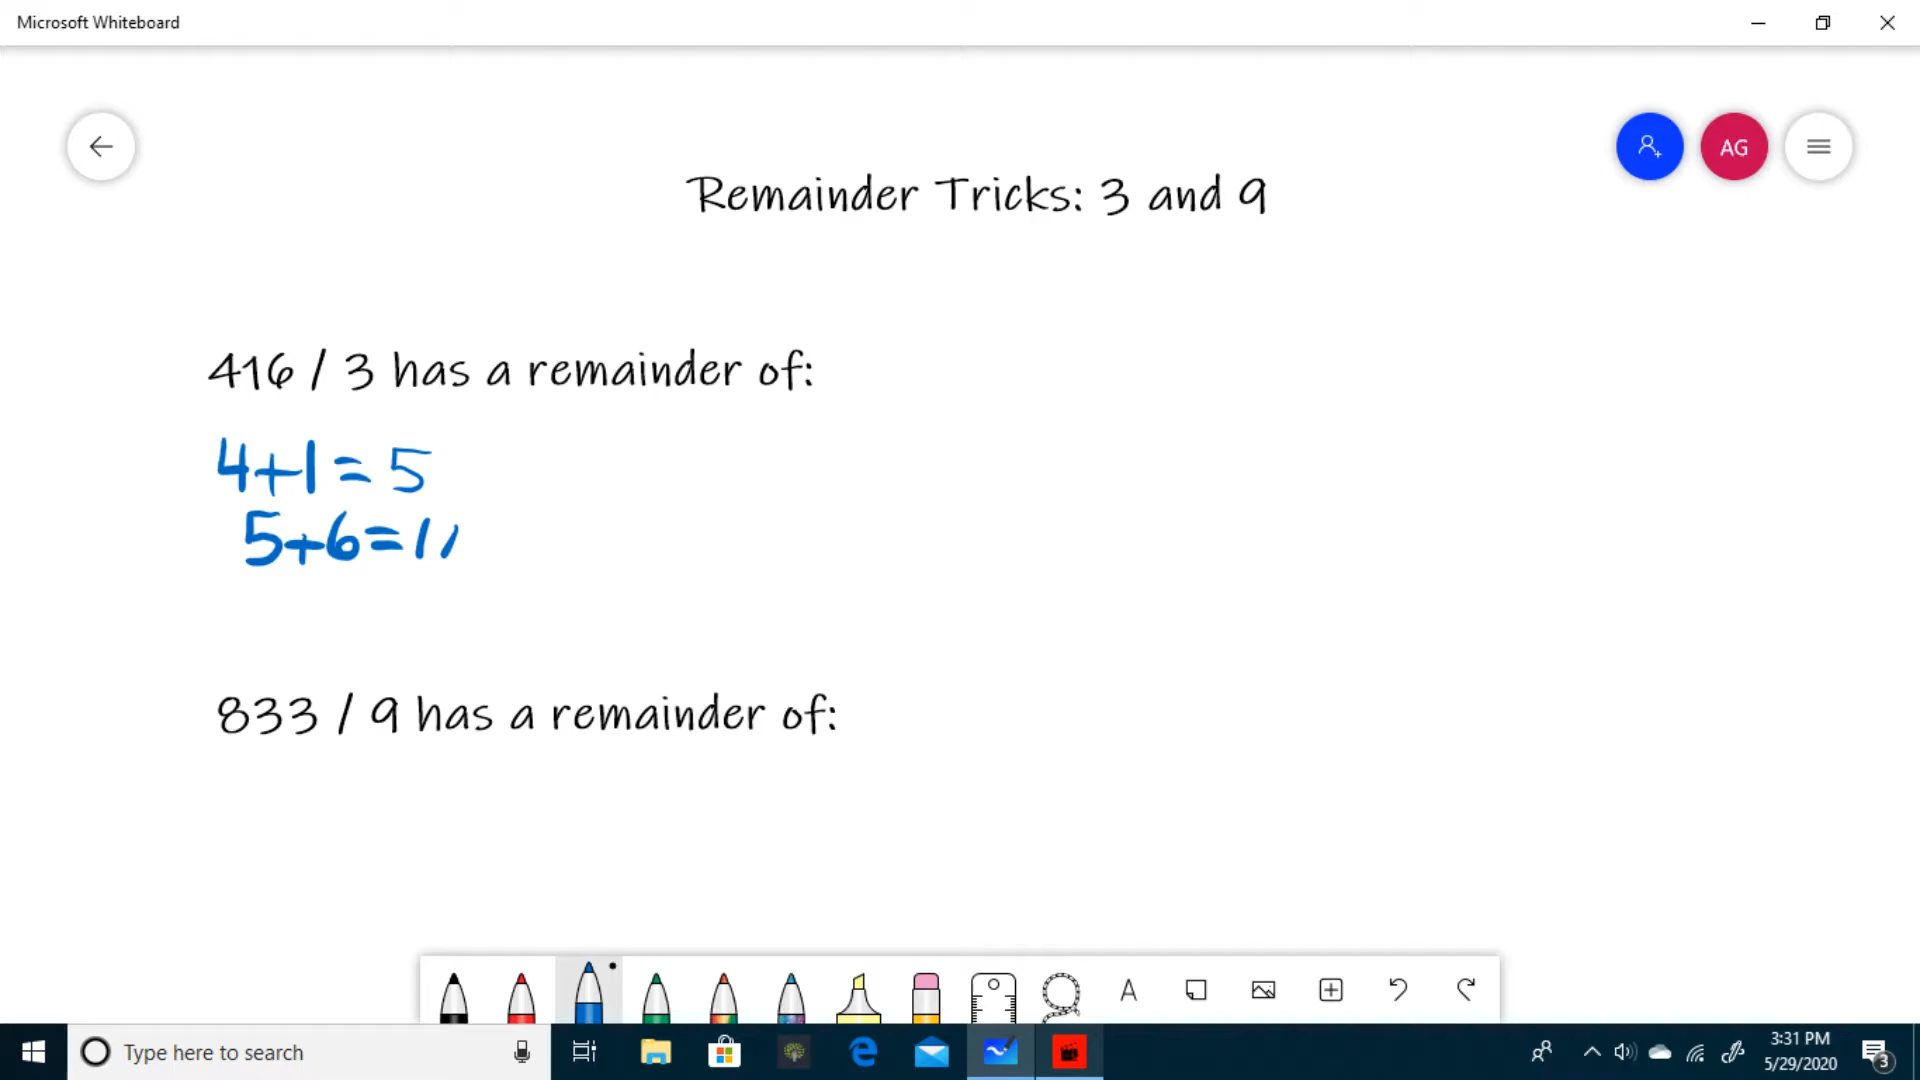 Microsoft Whiteboard
AG
Remainder Tricks: 3 and 9
416 / 3 has a remainder of:
4+1=5
5+6=11
833 / 9 has a remainder of:
A
Type here to search
3:31 PM
5/29/2020
3